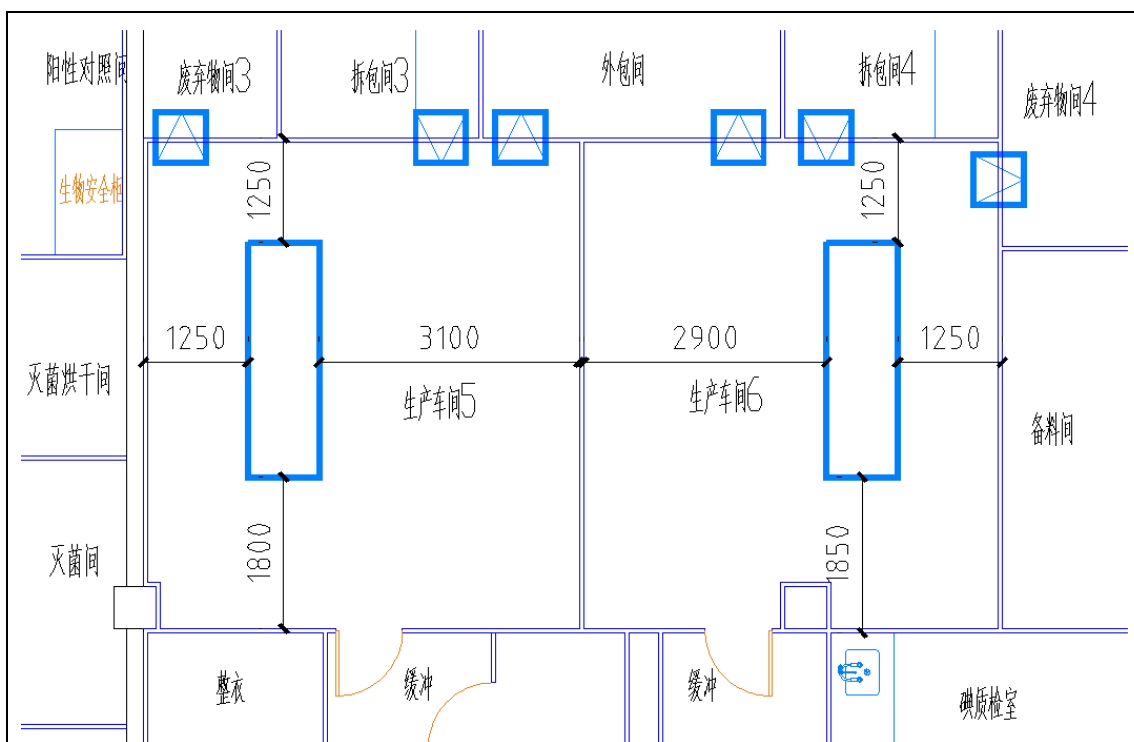 阳性对照间
废弃物间3
拆包间3
外包间
拆包间4
废弃物间4
生物安全柜
1250
1250
1250
3100
2900
1250
灭菌烘干间
生产车间5
生产车间6
备料间
灭菌间
1800
1850
整衣
缓冲
缓冲
碘质检室